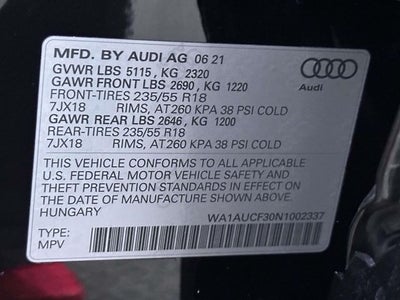 MFD. BY AUDI AG 06 21
GVWR LBS 5115, KG 2320
GAWR FRONT LBS 2690, KG 1220
FRONT-TIRES 235/55 R18
7JX18 RIMS, AT260 KPA 38 PSI COLD
GAWR REAR LBS 2646, KG 1200
REAR-TIRES 235/55 R18
7JX18 RIMS, AT260 KPA 38 PSI COLD
THIS VEHICLE CONFORMS TO ALL APPLICABLE
U.S. FEDERAL MOTOR VEHICLE SAFETY AND
THEFT PREVENTION STANDARDS IN EFFECT ON
THE DATE OF MANUFACTURE SHOWN ABOVE.
HUNGARY
WA1AUCF30N1002337
TYPE:
MPV
Audi